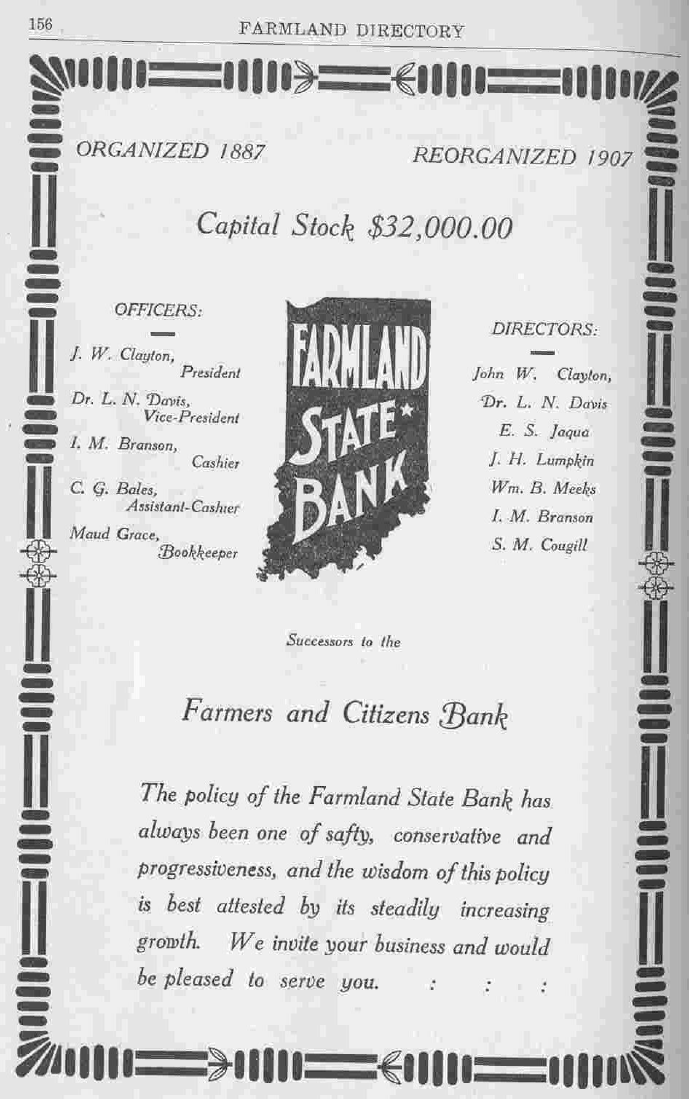 156
FARMLAND DIRECTORY
ORGANIZED 1887
REORGANIZED 1907
Capital Stock $32,000.00
OFFICERS:
J. W. Clayton,
President
Dr. L. N. Davis,
Vice-President
I. M. Branson,
Cashier
C. G. Bales,
Assistant-Cashier
Maud Grace,
Bookkeeper
FARMLAND
STATE
BANK
DIRECTORS:
John W. Clayton,
Dr. L. N. Davis
E. S. Jaqua
J. H. Lumpkin
Wm. B. Meeks
I. M. Branson
S. M. Cougill
Successors to the
Farmers and Citizens Bank
The policy of the Farmland State Bank has
always been one of safty, conservative and
progressiveness, and the wisdom of this policy
is best attested by its steadily increasing
growth. We invite your business and would
be pleased to serve you. : : :